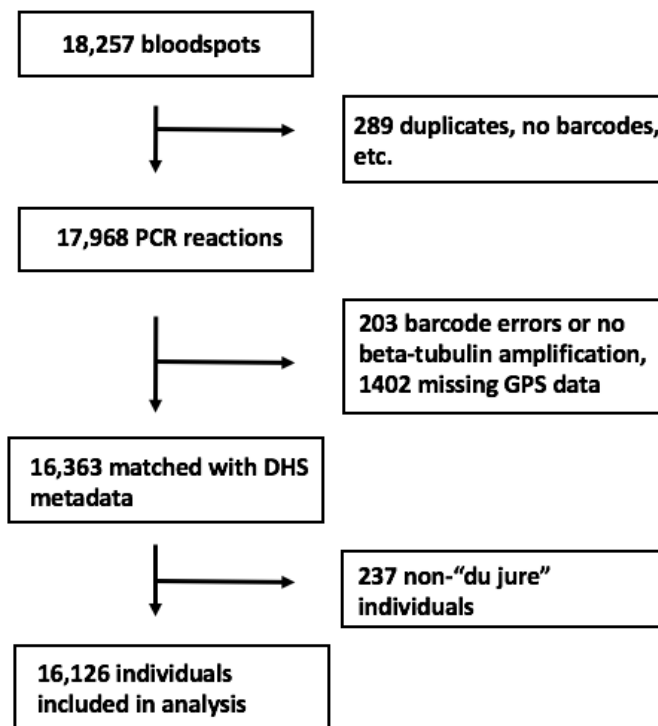 18,257 bloodspots
289 duplicates, no barcodes,
etc.
17,968 PCR reactions
203 barcode errors or no
beta-tubulin amplification,
1402 missing GPS data
16,363 matched with DHS
metadata
237 non-“du jure”
individuals
16,126 individuals
included in analysis